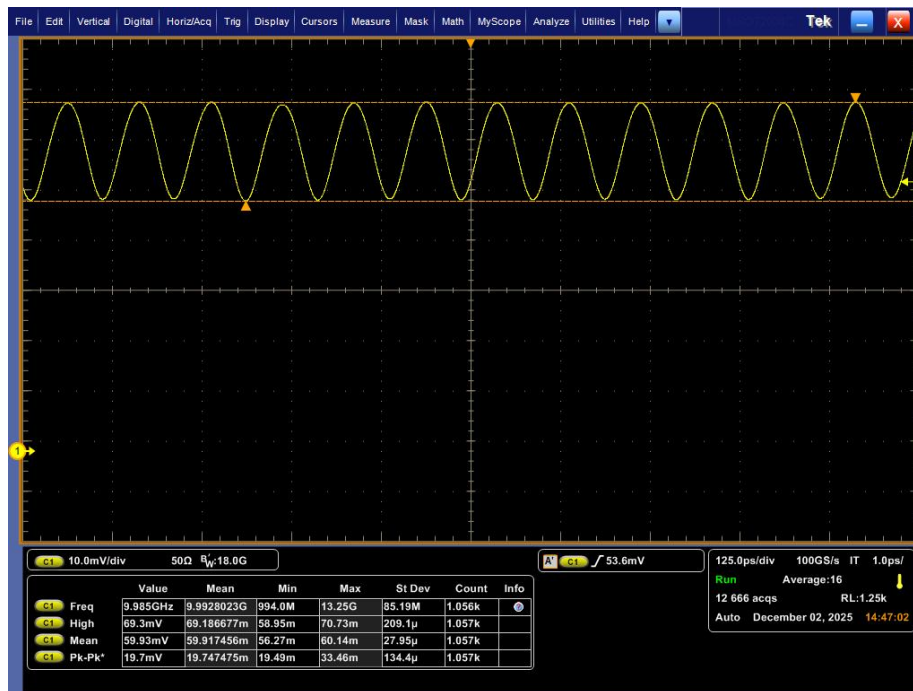 File Edit Vertical Digital Horiz/Acq Trig Display Cursors Measure Mask Math MyScope Analyze Utilities Help Tek X
1
C1 10.0mV/div 50Ω BW:18.0G
A' C1 53.6mV
125.0ps/div 100GS/s IT 1.0ps/
Run Average:16
12 666 acqs RL:1.25k
Auto December 02, 2025 14:47:02
Value Mean Min Max St Dev Count Info
C1 Freq 9.985GHz 9.9928023G 994.0M 13.25G 85.19M 1.056k
C1 High 69.3mV 69.186677m 58.95m 70.73m 209.1µ 1.057k
C1 Mean 59.93mV 59.917456m 56.27m 60.14m 27.95µ 1.057k
C1 Pk-Pk* 19.7mV 19.747475m 19.49m 33.46m 134.4µ 1.057k